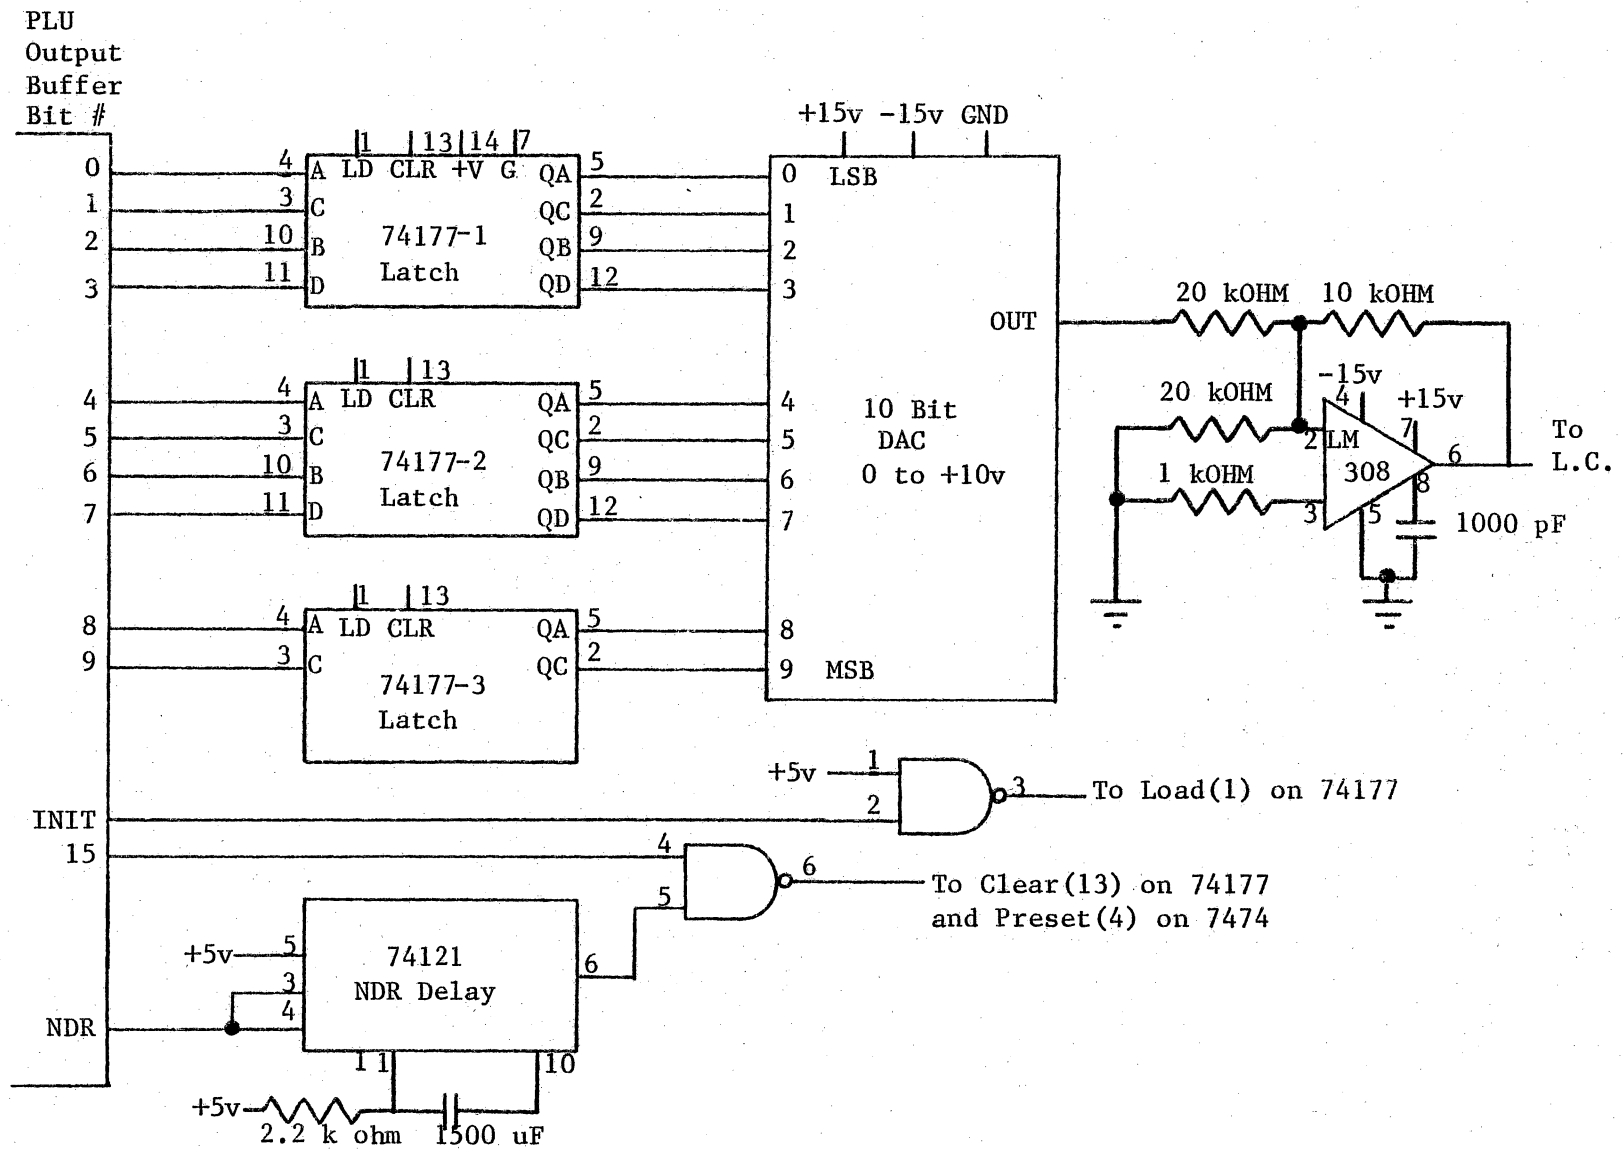 PLU
Output
Buffer
Bit #
+15v -15v GND
1 13 14 7
0 4 A LD CLR +V G QA 5 0 LSB
1 3 C QC 2 1
74177-1
2 10 B QB 9 2
Latch
3 11 D QD 12 3
20 kOHM 10 kOHM
OUT
1 13
-15v
4 4 A LD CLR QA 5 4
20 kOHM 4 +15v
10 Bit
5 3 C QC 2 5 DAC
2 LM 7 To
74177-2
6 10 B QB 9 6 0 to +10v
1 kOHM 308 6 L.C.
Latch
8
7 11 D QD 12 7
3 5 1000 pF
1 13
8 4 A LD CLR QA 5 8
9 3 C QC 2 9 MSB
74177-3
Latch
+5v 1
3 To Load(1) on 74177
INIT 2
15 4
6 To Clear(13) on 74177
and Preset(4) on 7474
5
+5v 5 74121
6
3 NDR Delay
4
NDR
11 10
+5v
2.2 k ohm 1500 uF